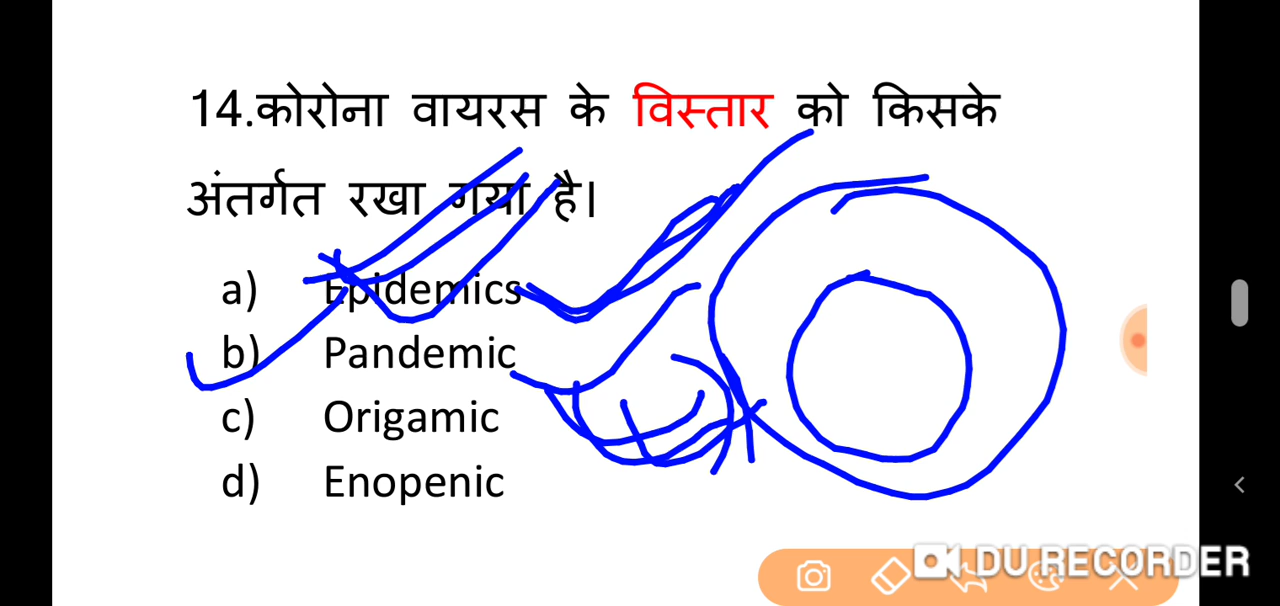 14.कोरोना वायरस के विस्तार को किसके
अंतर्गत रखा गया है।
a) Epidemics
b) Pandemic
c) Origamic
d) Enopenic
DU RECORDER